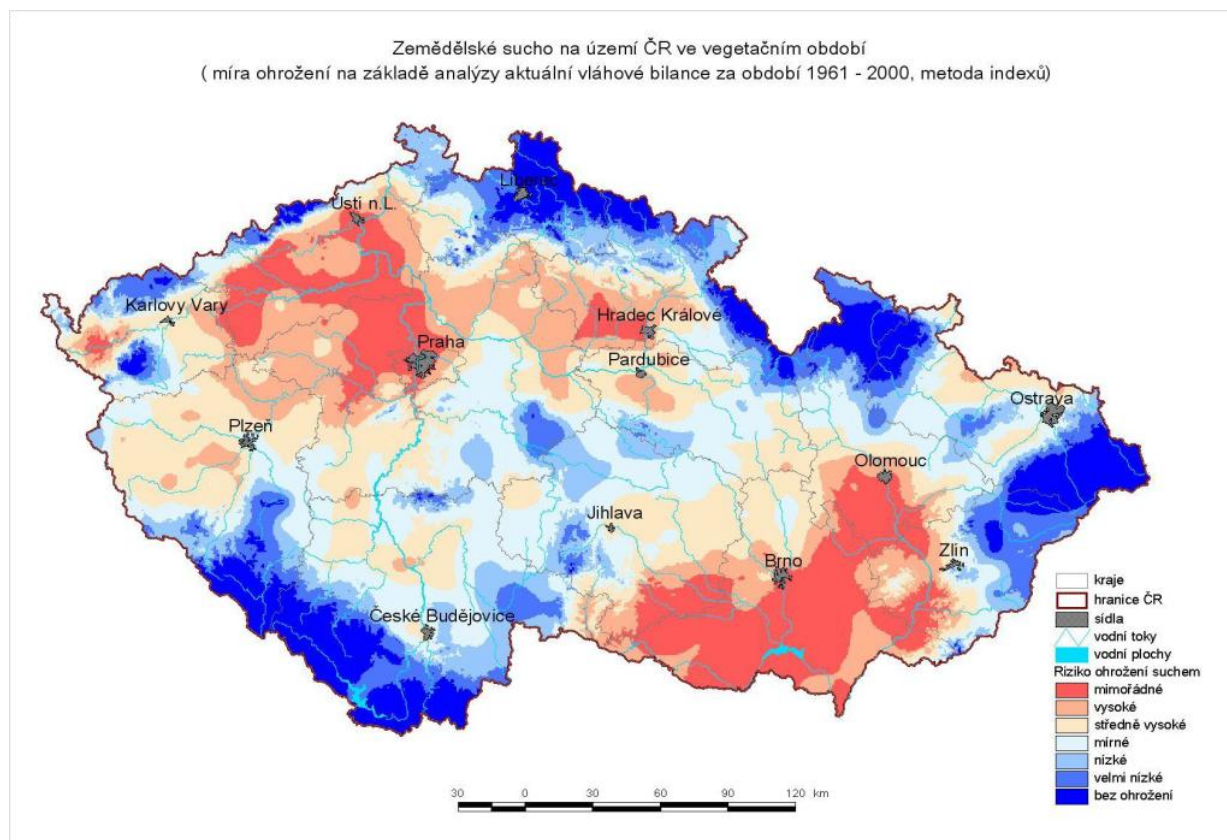 Zemědělské sucho na území ČR ve vegetačním období
( míra ohrožení na základě analýzy aktuální vláhové bilance za období 1961 - 2000, metoda indexů)
Liberec
Ústí n.L.
Karlovy Vary
Hradec Králové
Praha
Pardubice
Ostrava
Plzeň
Olomouc
Jihlava
Zlín
Brno
České Budějovice
kraje
hranice ČR
sídla
vodní toky
vodní plochy
Riziko ohrožení suchem
mimořádné
vysoké
středně vysoké
mírné
nízké
velmi nízké
bez ohrožení
30 0 30 60 90 120 km